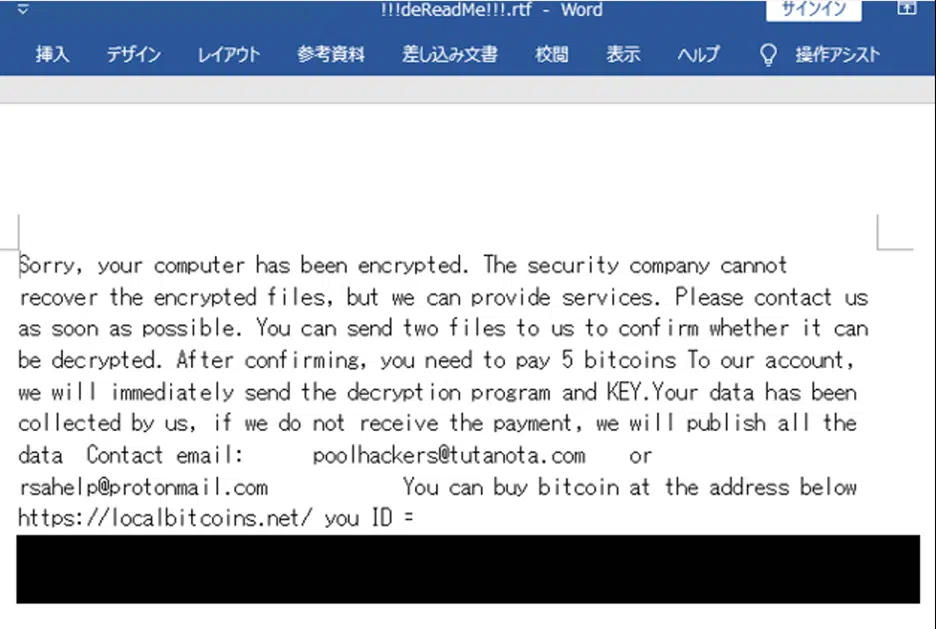 !!!deReadMe!!!.rtf - Word
サインイン
挿入 デザイン レイアウト 参考資料 差し込み文書 校閲 表示 ヘルプ 操作アシスト
Sorry, your computer has been encrypted. The security company cannot
recover the encrypted files, but we can provide services. Please contact us
as soon as possible. You can send two files to us to confirm whether it can
be decrypted. After confirming, you need to pay 5 bitcoins To our account,
we will immediately send the decryption program and KEY.Your data has been
collected by us, if we do not receive the payment, we will publish all the
data Contact email: poolhackers@tutanota.com or
rsahelp@protonmail.com You can buy bitcoin at the address below
https://localbitcoins.net/ you ID =